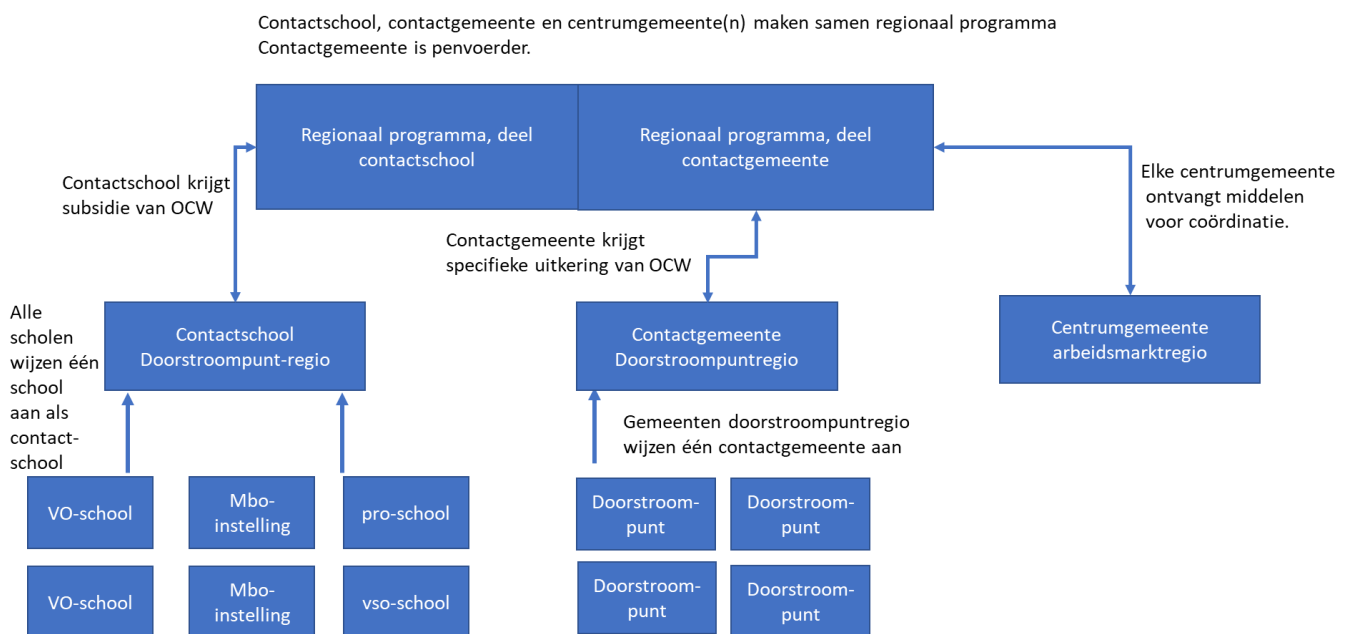 Contactschool, contactgemeente en centrumgemeente(n) maken samen regionaal programma
Contactgemeente is penvoerder.
Regionaal programma, deel
contactschool
Regionaal programma, deel
contactgemeente
Contactschool krijgt
subsidie van OCW
Contactgemeente krijgt
specifieke uitkering van OCW
Elke centrumgemeente
ontvangt middelen
voor coördinatie.
Alle
scholen
wijzen één
school
aan als
contact-
school
Contactschool
Doorstroompunt-regio
Contactgemeente
Doorstroompuntregio
Centrumgemeente
arbeidsmarktregio
Gemeenten doorstroompuntregio
wijzen één contactgemeente aan
VO-school
Mbo-
instelling
pro-school
Doorstroom-
punt
Doorstroom-
punt
VO-school
Mbo-
instelling
vso-school
Doorstroom-
punt
Doorstroom-
punt